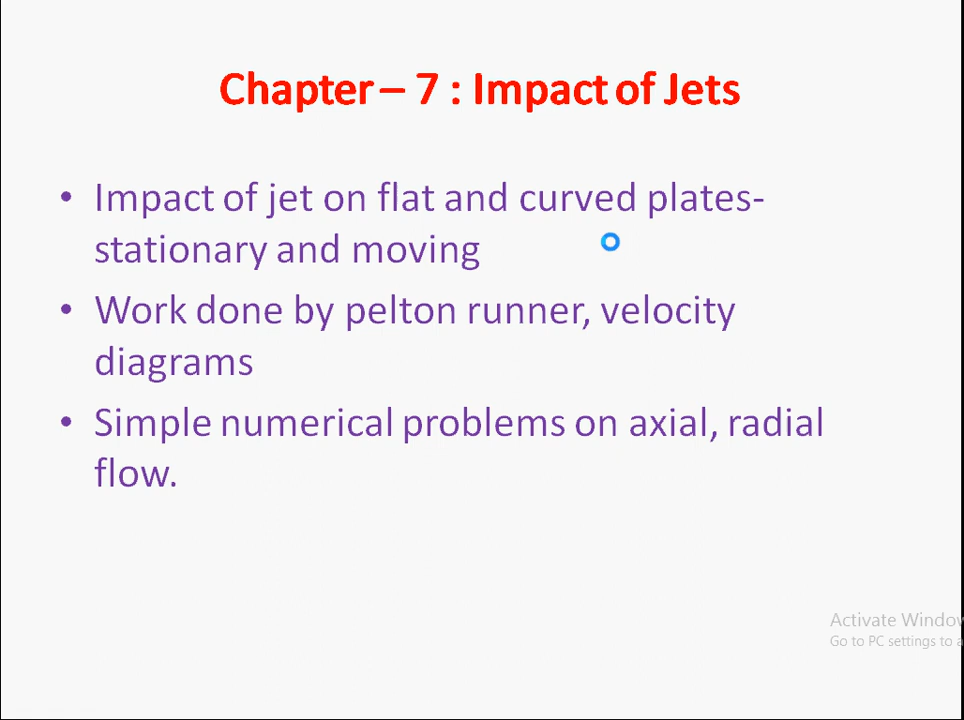 Chapter – 7 : Impact of Jets
• Impact of jet on flat and curved plates-
stationary and moving
• Work done by pelton runner, velocity
diagrams
• Simple numerical problems on axial, radial
flow.
Activate Window
Go to PC settings to a